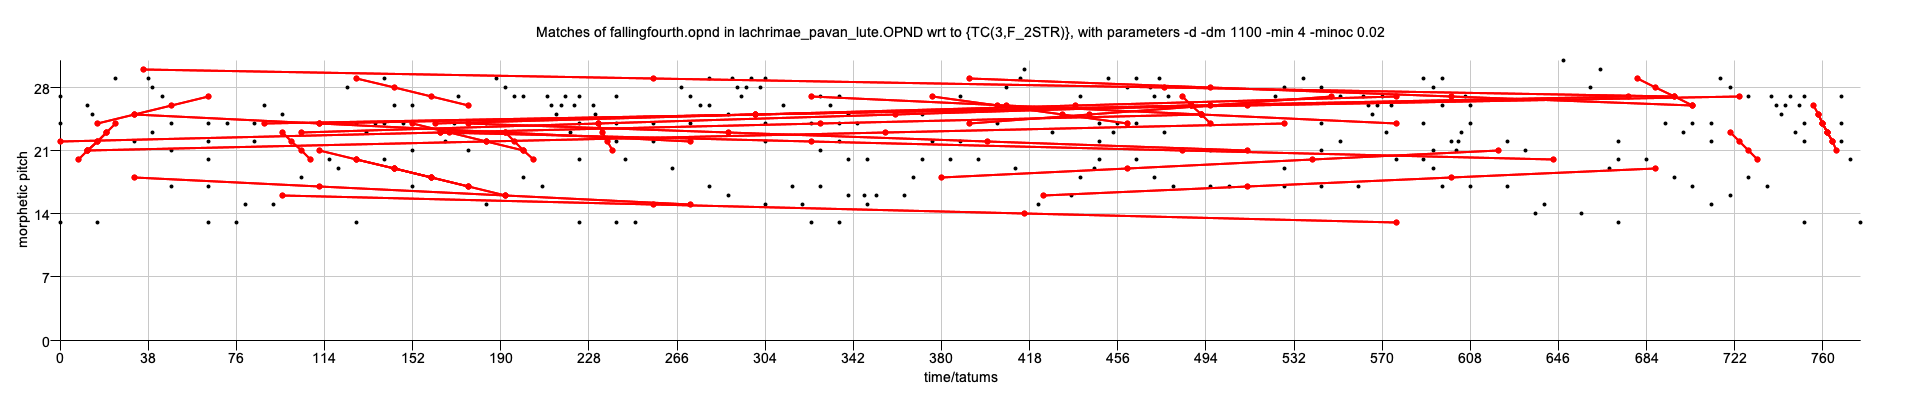 Matches of fallingfourth.opnd in lachrimae_pavan_lute.OPND wrt to {TC(3,F_2STR)}, with parameters -d -dm 1100 -min 4 -minoc 0.02
morphetic pitch
28
21
14
7
0
0 38 76 114 152 190 228 266 304 342 380 418 456 494 532 570 608 646 684 722 760
time/tatums